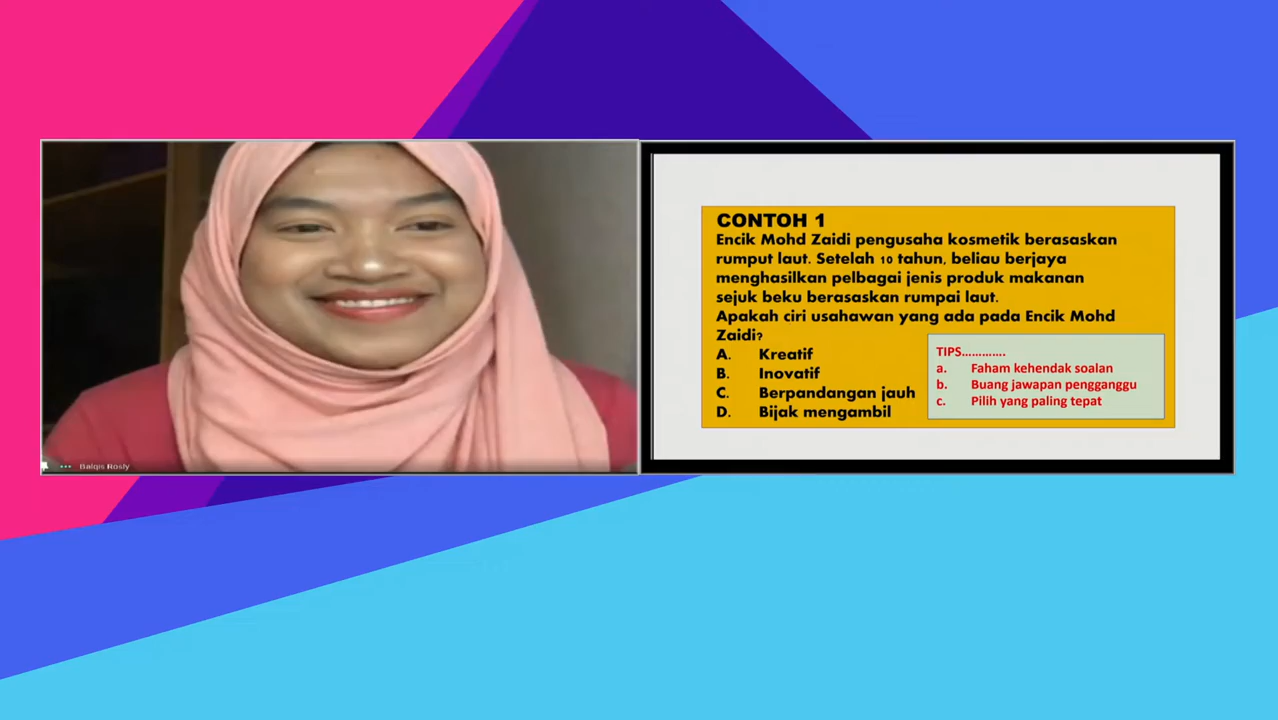 Balqis Rosly
CONTOH 1
Encik Mohd Zaidi pengusaha kosmetik berasaskan
rumput laut. Setelah 10 tahun, beliau berjaya
menghasilkan pelbagai jenis produk makanan
sejuk beku berasaskan rumpai laut.
Apakah ciri usahawan yang ada pada Encik Mohd
Zaidi?
A. Kreatif
B. Inovatif
C. Berpandangan jauh
D. Bijak mengambil
TIPS............
a. Faham kehendak soalan
b. Buang jawapan pengganggu
c. Pilih yang paling tepat